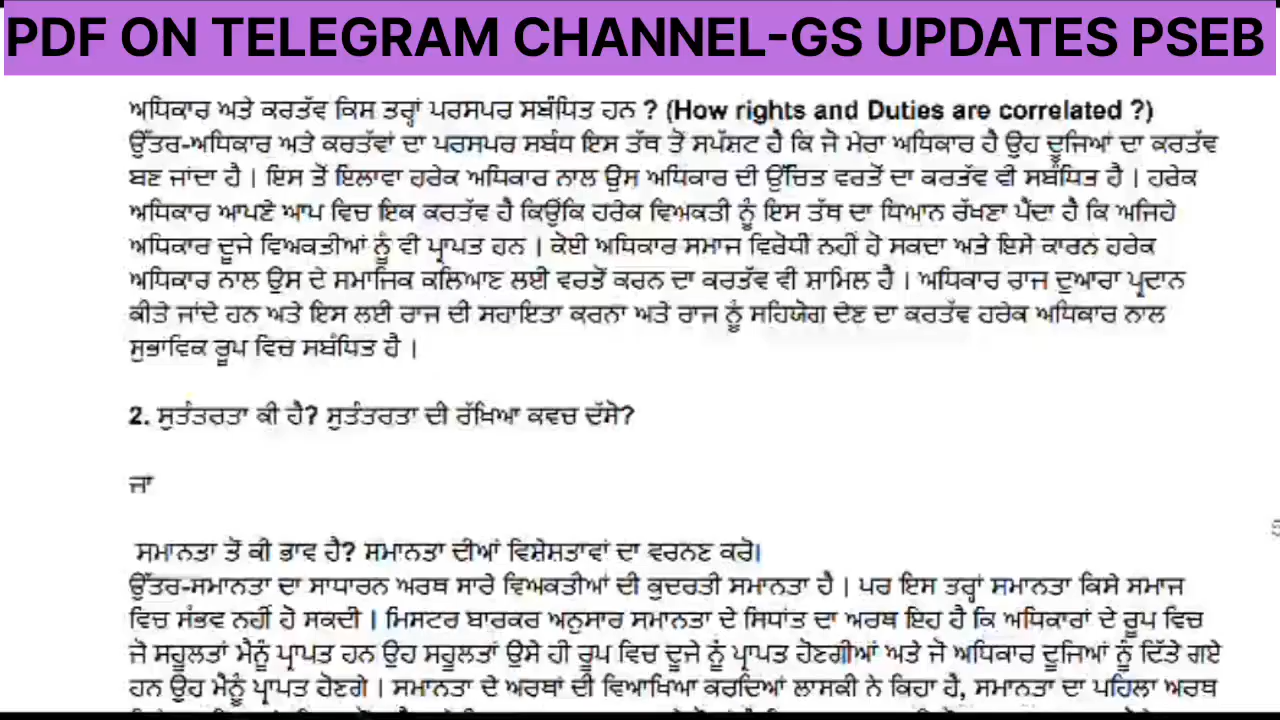 PDF ON TELEGRAM CHANNEL-GS UPDATES PSEB
ਅਧਿਕਾਰ ਅਤੇ ਕਰਤੱਵ ਕਿਸ ਤਰ੍ਹਾਂ ਪਰਸਪਰ ਸਬੰਧਿਤ ਹਨ ? (How rights and Duties are correlated ?)
ਉੱਤਰ-ਅਧਿਕਾਰ ਅਤੇ ਕਰਤੱਵਾਂ ਦਾ ਪਰਸਪਰ ਸਬੰਧ ਇਸ ਤੱਥ ਤੋਂ ਸਪੱਸ਼ਟ ਹੈ ਕਿ ਜੋ ਮੇਰਾ ਅਧਿਕਾਰ ਹੈ ਉਹ ਦੂਜਿਆਂ ਦਾ ਕਰਤੱਵ
ਬਣ ਜਾਂਦਾ ਹੈ । ਇਸ ਤੋਂ ਇਲਾਵਾ ਹਰੇਕ ਅਧਿਕਾਰ ਨਾਲ ਉਸ ਅਧਿਕਾਰ ਦੀ ਉੱਚਿਤ ਵਰਤੋਂ ਦਾ ਕਰਤੱਵ ਵੀ ਸਬੰਧਿਤ ਹੈ । ਹਰੇਕ
ਅਧਿਕਾਰ ਆਪਣੇ ਆਪ ਵਿਚ ਇਕ ਕਰਤੱਵ ਹੈ ਕਿਉਂਕਿ ਹਰੇਕ ਵਿਅਕਤੀ ਨੂੰ ਇਸ ਤੱਥ ਦਾ ਧਿਆਨ ਰੱਖਣਾ ਪੈਂਦਾ ਹੈ ਕਿ ਅਜਿਹੇ
ਅਧਿਕਾਰ ਦੂਜੇ ਵਿਅਕਤੀਆਂ ਨੂੰ ਵੀ ਪ੍ਰਾਪਤ ਹਨ । ਕੋਈ ਅਧਿਕਾਰ ਸਮਾਜ ਵਿਰੋਧੀ ਨਹੀਂ ਹੋ ਸਕਦਾ ਅਤੇ ਇਸੇ ਕਾਰਨ ਹਰੇਕ
ਅਧਿਕਾਰ ਨਾਲ ਉਸ ਦੇ ਸਮਾਜਿਕ ਕਲਿਆਣ ਲਈ ਵਰਤੋਂ ਕਰਨ ਦਾ ਕਰਤੱਵ ਵੀ ਸ਼ਾਮਿਲ ਹੈ । ਅਧਿਕਾਰ ਰਾਜ ਦੁਆਰਾ ਪ੍ਰਦਾਨ
ਕੀਤੇ ਜਾਂਦੇ ਹਨ ਅਤੇ ਇਸ ਲਈ ਰਾਜ ਦੀ ਸਹਾਇਤਾ ਕਰਨਾ ਅਤੇ ਰਾਜ ਨੂੰ ਸਹਿਯੋਗ ਦੇਣ ਦਾ ਕਰਤੱਵ ਹਰੇਕ ਅਧਿਕਾਰ ਨਾਲ
ਸੁਭਾਵਿਕ ਰੂਪ ਵਿਚ ਸਬੰਧਿਤ ਹੈ ।
2. ਸੁਤੰਤਰਤਾ ਕੀ ਹੈ? ਸੁਤੰਤਰਤਾ ਦੀ ਰੱਖਿਆ ਕਵਚ ਦੱਸੋ?
ਜਾਂ
ਸਮਾਨਤਾ ਤੋਂ ਕੀ ਭਾਵ ਹੈ? ਸਮਾਨਤਾ ਦੀਆਂ ਵਿਸ਼ੇਸ਼ਤਾਵਾਂ ਦਾ ਵਰਨਣ ਕਰੋ।
ਉੱਤਰ-ਸਮਾਨਤਾ ਦਾ ਸਾਧਾਰਨ ਅਰਥ ਸਾਰੇ ਵਿਅਕਤੀਆਂ ਦੀ ਕੁਦਰਤੀ ਸਮਾਨਤਾ ਹੈ । ਪਰ ਇਸ ਤਰ੍ਹਾਂ ਸਮਾਨਤਾ ਕਿਸੇ ਸਮਾਜ
ਵਿਚ ਸੰਭਵ ਨਹੀਂ ਹੋ ਸਕਦੀ । ਮਿਸਟਰ ਬਾਰਕਰ ਅਨੁਸਾਰ ਸਮਾਨਤਾ ਦੇ ਸਿਧਾਂਤ ਦਾ ਅਰਥ ਇਹ ਹੈ ਕਿ ਅਧਿਕਾਰਾਂ ਦੇ ਰੂਪ ਵਿਚ
ਜੋ ਸਹੂਲਤਾਂ ਮੈਨੂੰ ਪ੍ਰਾਪਤ ਹਨ ਉਹ ਸਹੂਲਤਾਂ ਉਸੇ ਹੀ ਰੂਪ ਵਿਚ ਦੂਜੇ ਨੂੰ ਪ੍ਰਾਪਤ ਹੋਣਗੀਆਂ ਅਤੇ ਜੋ ਅਧਿਕਾਰ ਦੂਜਿਆਂ ਨੂੰ ਦਿੱਤੇ ਗਏ
ਹਨ ਉਹ ਮੈਨੂੰ ਪ੍ਰਾਪਤ ਹੋਣਗੇ । ਸਮਾਨਤਾ ਦੇ ਅਰਥਾਂ ਦੀ ਵਿਆਖਿਆ ਕਰਦਿਆਂ ਲਾਸਕੀ ਨੇ ਕਿਹਾ ਹੈ, ਸਮਾਨਤਾ ਦਾ ਪਹਿਲਾ ਅਰਥ